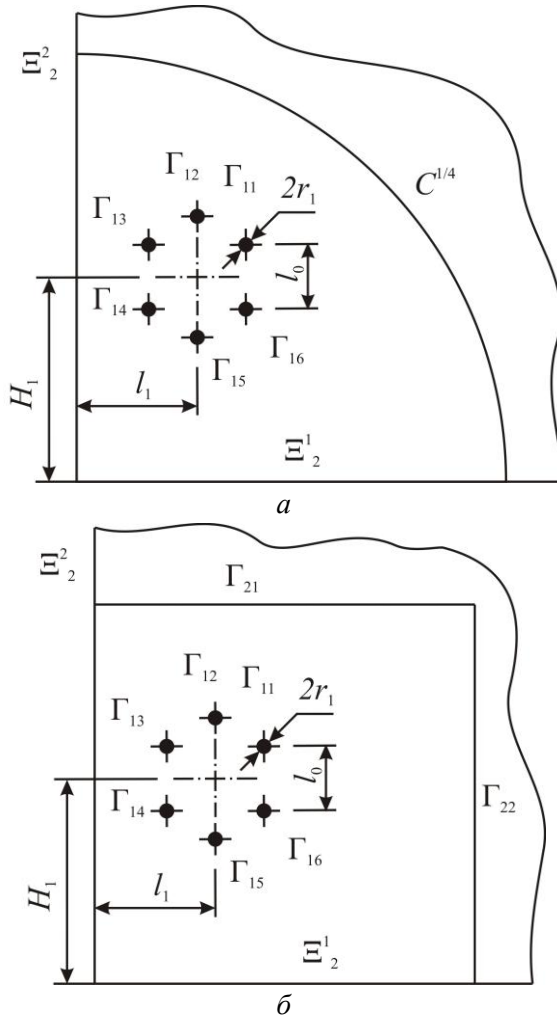 Ξ²₂
C^{1/4}
Γ₁₂
Γ₁₁
2r₁
Γ₁₃
l₀
Γ₁₄
Γ₁₆
Γ₁₅
H₁
l₁
Ξ¹₂
а
Ξ²₂
Γ₂₁
Γ₁₂
Γ₁₁
2r₁
Γ₁₃
l₀
Γ₂₂
Γ₁₄
Γ₁₆
Γ₁₅
H₁
l₁
Ξ¹₂
б